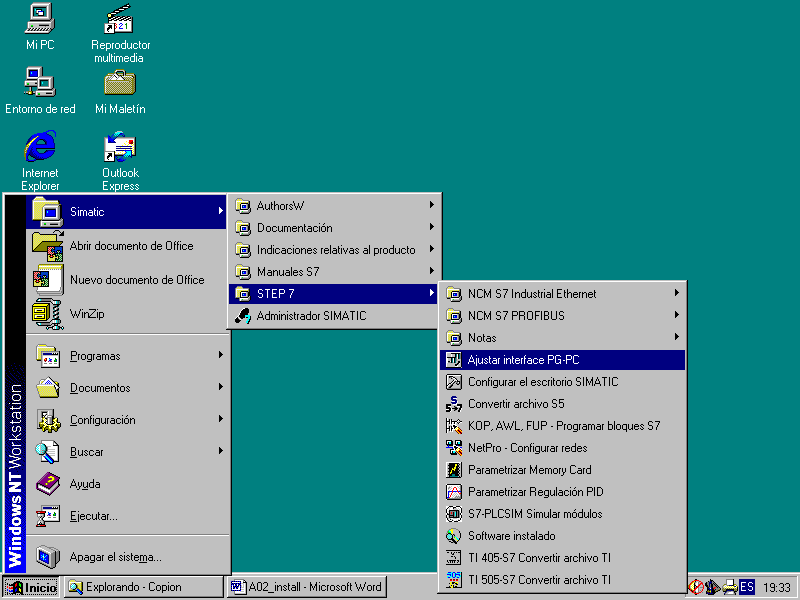 Mi PC
Reproductor
multimedia
Entorno de red
Mi Maletín
Internet
Explorer
Outlook
Express
Simatic
Abrir documento de Office
Nuevo documento de Office
WinZip
Programas
Documentos
Configuración
Buscar
Ayuda
Ejecutar...
Apagar el sistema...
Windows NT Workstation
AuthorsW
Documentación
Indicaciones relativas al producto
Manuales S7
STEP 7
Administrador SIMATIC
NCM S7 Industrial Ethernet
NCM S7 PROFIBUS
Notas
Ajustar interface PG-PC
Configurar el escritorio SIMATIC
Convertir archivo S5
KOP, AWL, FUP - Programar bloques S7
NetPro - Configurar redes
Parametrizar Memory Card
Parametrizar Regulación PID
S7-PLCSIM Simular módulos
Software instalado
TI 405-S7 Convertir archivo TI
TI 505-S7 Convertir archivo TI
Inicio
Explorando - Copion
A02_install - Microsoft Word
ES
19:33